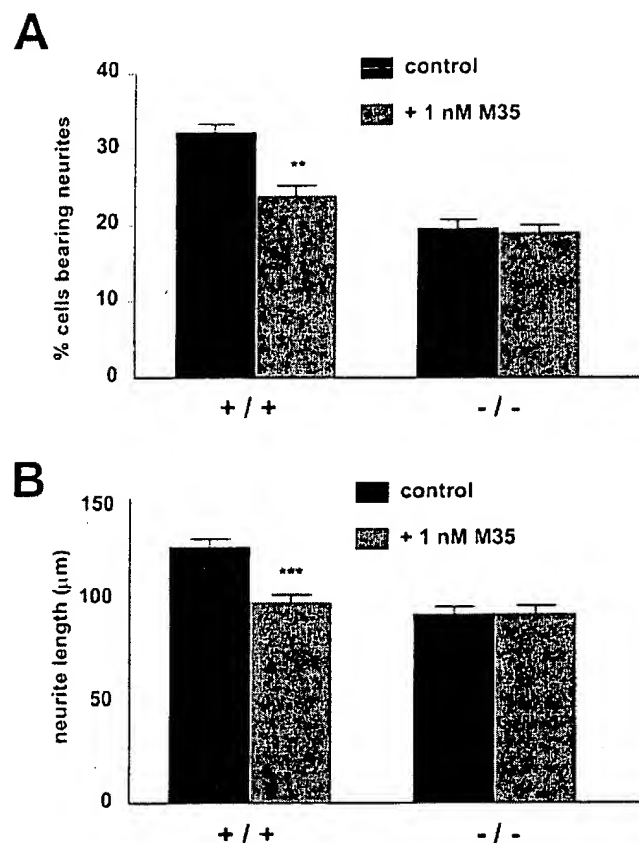 A
control
+ 1 nM M35
% cells bearing neurites
40
30
20
10
0
**
+ / +
- / -
B
control
+ 1 nM M35
neurite length (μm)
150
100
50
0
***
+ / +
- / -